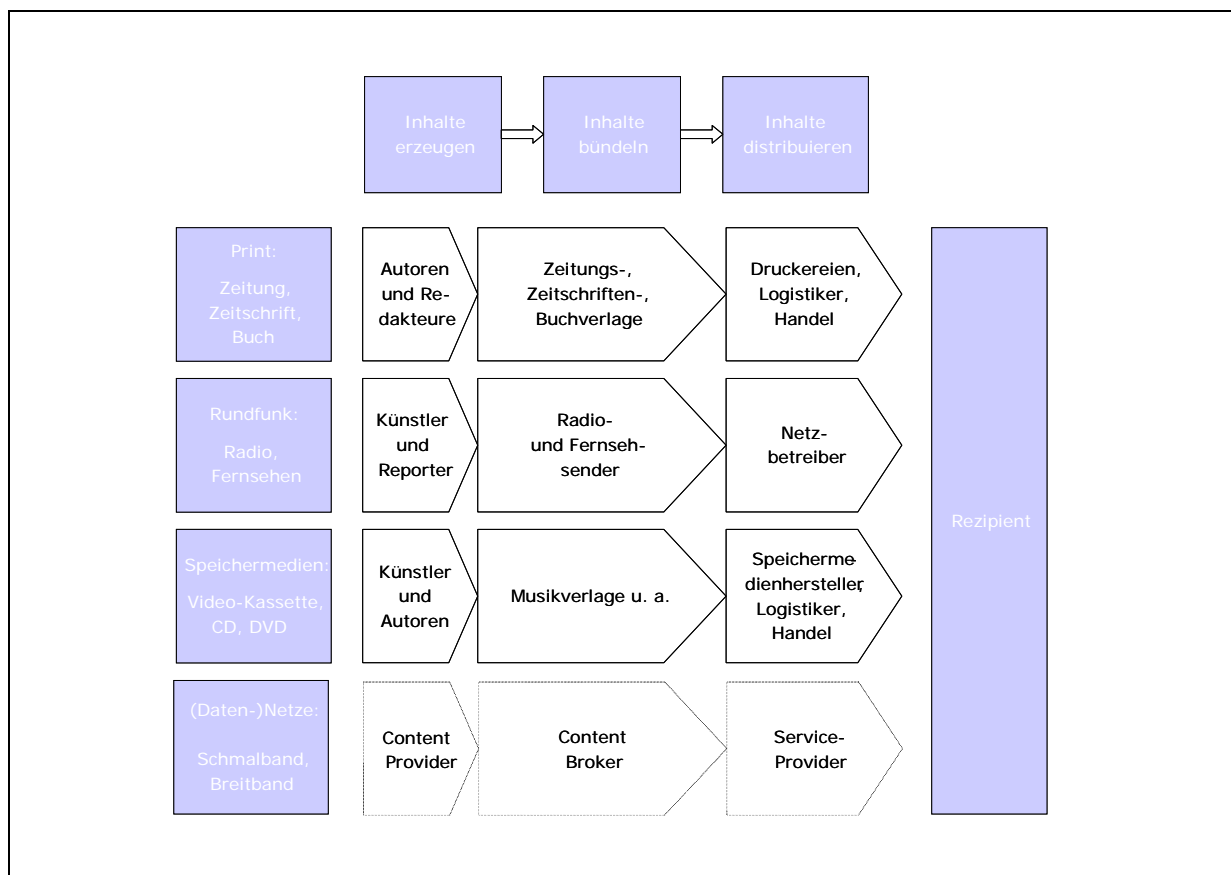 Inhalte
erzeugen
Inhalte
bündeln
Inhalte
distribuieren
Print:
Zeitung,
Zeitschrift,
Buch
Autoren
und Re-
dakteure
Zeitungs-,
Zeitschriften-,
Buchverlage
Druckereien,
Logistiker,
Handel
Rundfunk:
Radio,
Fernsehen
Künstler
und
Reporter
Radio-
und Fernseh-
sender
Netz-
betreiber
Speichermedien:
Video-Kassette,
CD, DVD
Künstler
und
Autoren
Musikverlage u. a.
Speicherme-
dienhersteller,
Logistiker,
Handel
(Daten-)Netze:
Schmalband,
Breitband
Content
Provider
Content
Broker
Service-
Provider
Rezipient